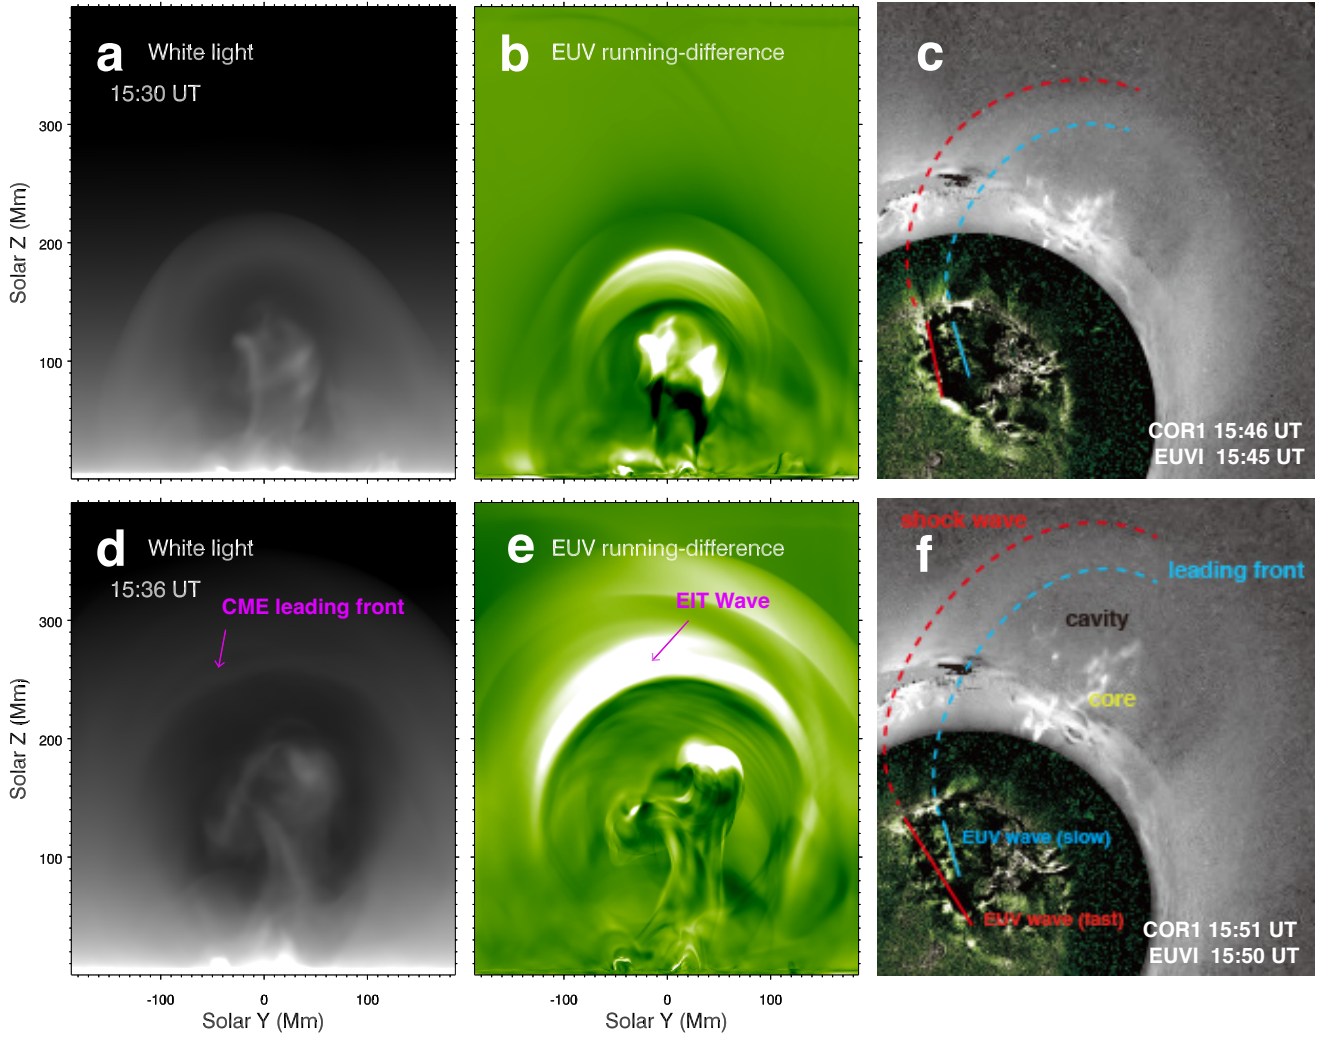 a White light
15:30 UT
b EUV running-difference
c
300
200
100
Solar Z (Mm)
COR1 15:46 UT
EUVI 15:45 UT
d White light
15:36 UT
CME leading front
e EUV running-difference
EIT Wave
shock wave
f
leading front
cavity
core
EUV wave (slow)
EUV wave (fast)
COR1 15:51 UT
EUVI 15:50 UT
300
200
100
Solar Z (Mm)
-100 0 100
Solar Y (Mm)
-100 0 100
Solar Y (Mm)